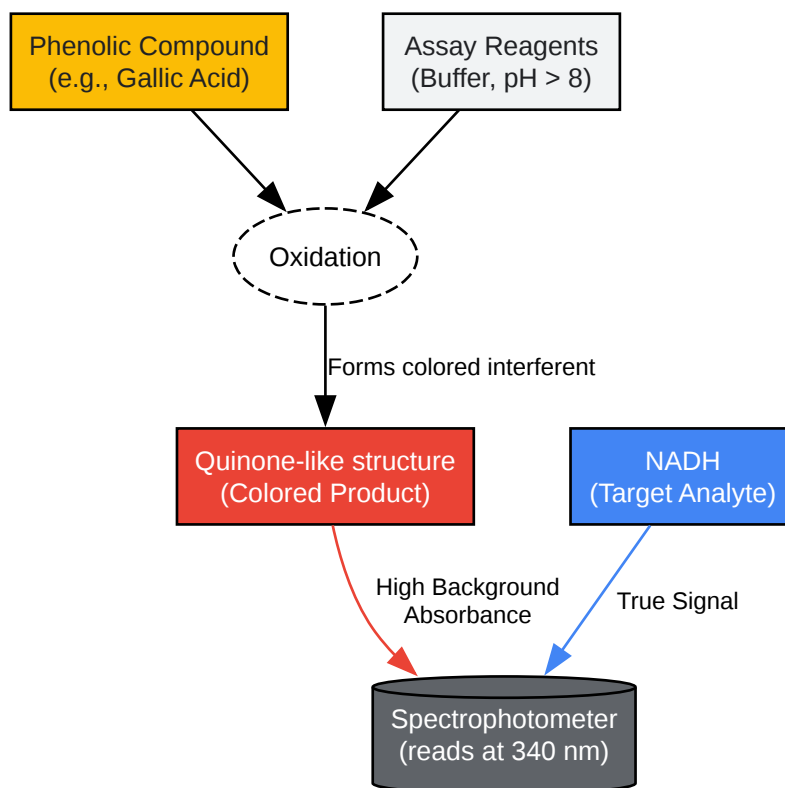 Phenolic Compound
(e.g., Gallic Acid)
Assay Reagents
(Buffer, pH > 8)
Oxidation
Forms colored interferent
Quinone-like structure
(Colored Product)
NADH
(Target Analyte)
High Background
Absorbance
True Signal
Spectrophotometer
(reads at 340 nm)